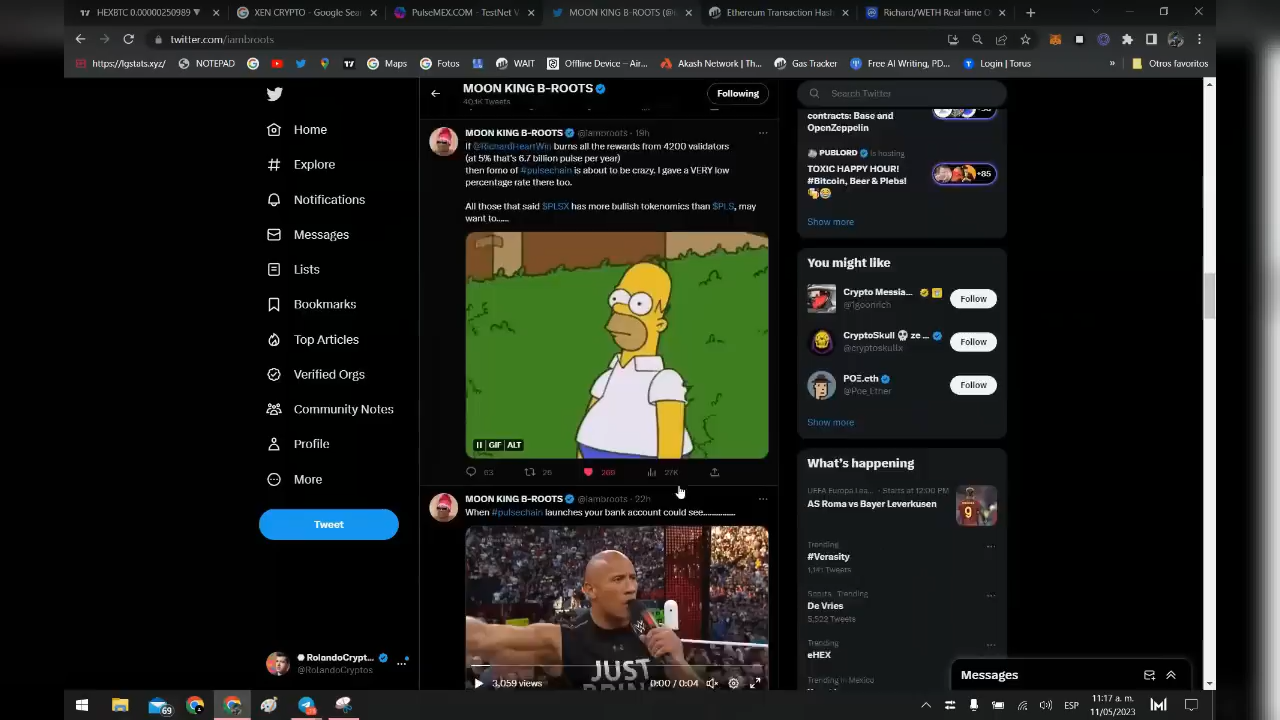 HEXBTC 0.00000250989 ▼
XEN CRYPTO - Google Sear
PulseMEX.COM – TestNet V
MOON KING B-ROOTS (@i
Ethereum Transaction Hash
Richard/WETH Real-time O
twitter.com/iambroots
https://lgstats.xyz/
NOTEPAD
Maps
Fotos
WAIT
Offline Device – Air...
Akash Network | Th...
Gas Tracker
Free AI Writing, PD...
Login | Torus
»
Otros favoritos
Home
Explore
Notifications
Messages
Lists
Bookmarks
Top Articles
Verified Orgs
Community Notes
Profile
More
Tweet
RolandoCrypt...
@RolandoCryptos
MOON KING B-ROOTS
40.1K Tweets
Following
MOON KING B-ROOTS @iambroots · 19h
If @RichardHeartWin burns all the rewards from 4200 validators
(at 5% that's 6.7 billion pulse per year)
then fomo of #pulsechain is about to be crazy. I gave a VERY low
percentage rate there too.
All those that said $PLSX has more bullish tokenomics than $PLS, may
want to.....
GIF ALT
63 26 268 27K
MOON KING B-ROOTS @iambroots · 22h
When #pulsechain launches your bank account could see...............
JUST
BRING
3,059 views
0:00 / 0:04
Search Twitter
contracts: Base and
OpenZeppelin
PUBLORD is hosting
TOXIC HAPPY HOUR!
#Bitcoin, Beer & Plebs!
+85
Show more
You might like
Crypto Messia...
@1goonrich
Follow
CryptoSkull 💀 ze ...
@cryptoskullx
Follow
POΞ.eth
@Poe_Ether
Follow
Show more
What's happening
UEFA Europa Lea... · Starts at 12:00 PM
AS Roma vs Bayer Leverkusen
Trending
#Verasity
1,141 Tweets
Sports · Trending
De Vries
5,502 Tweets
Trending
eHEX
Trending in Mexico
Messages
69
ESP
11:17 a. m.
11/05/2023